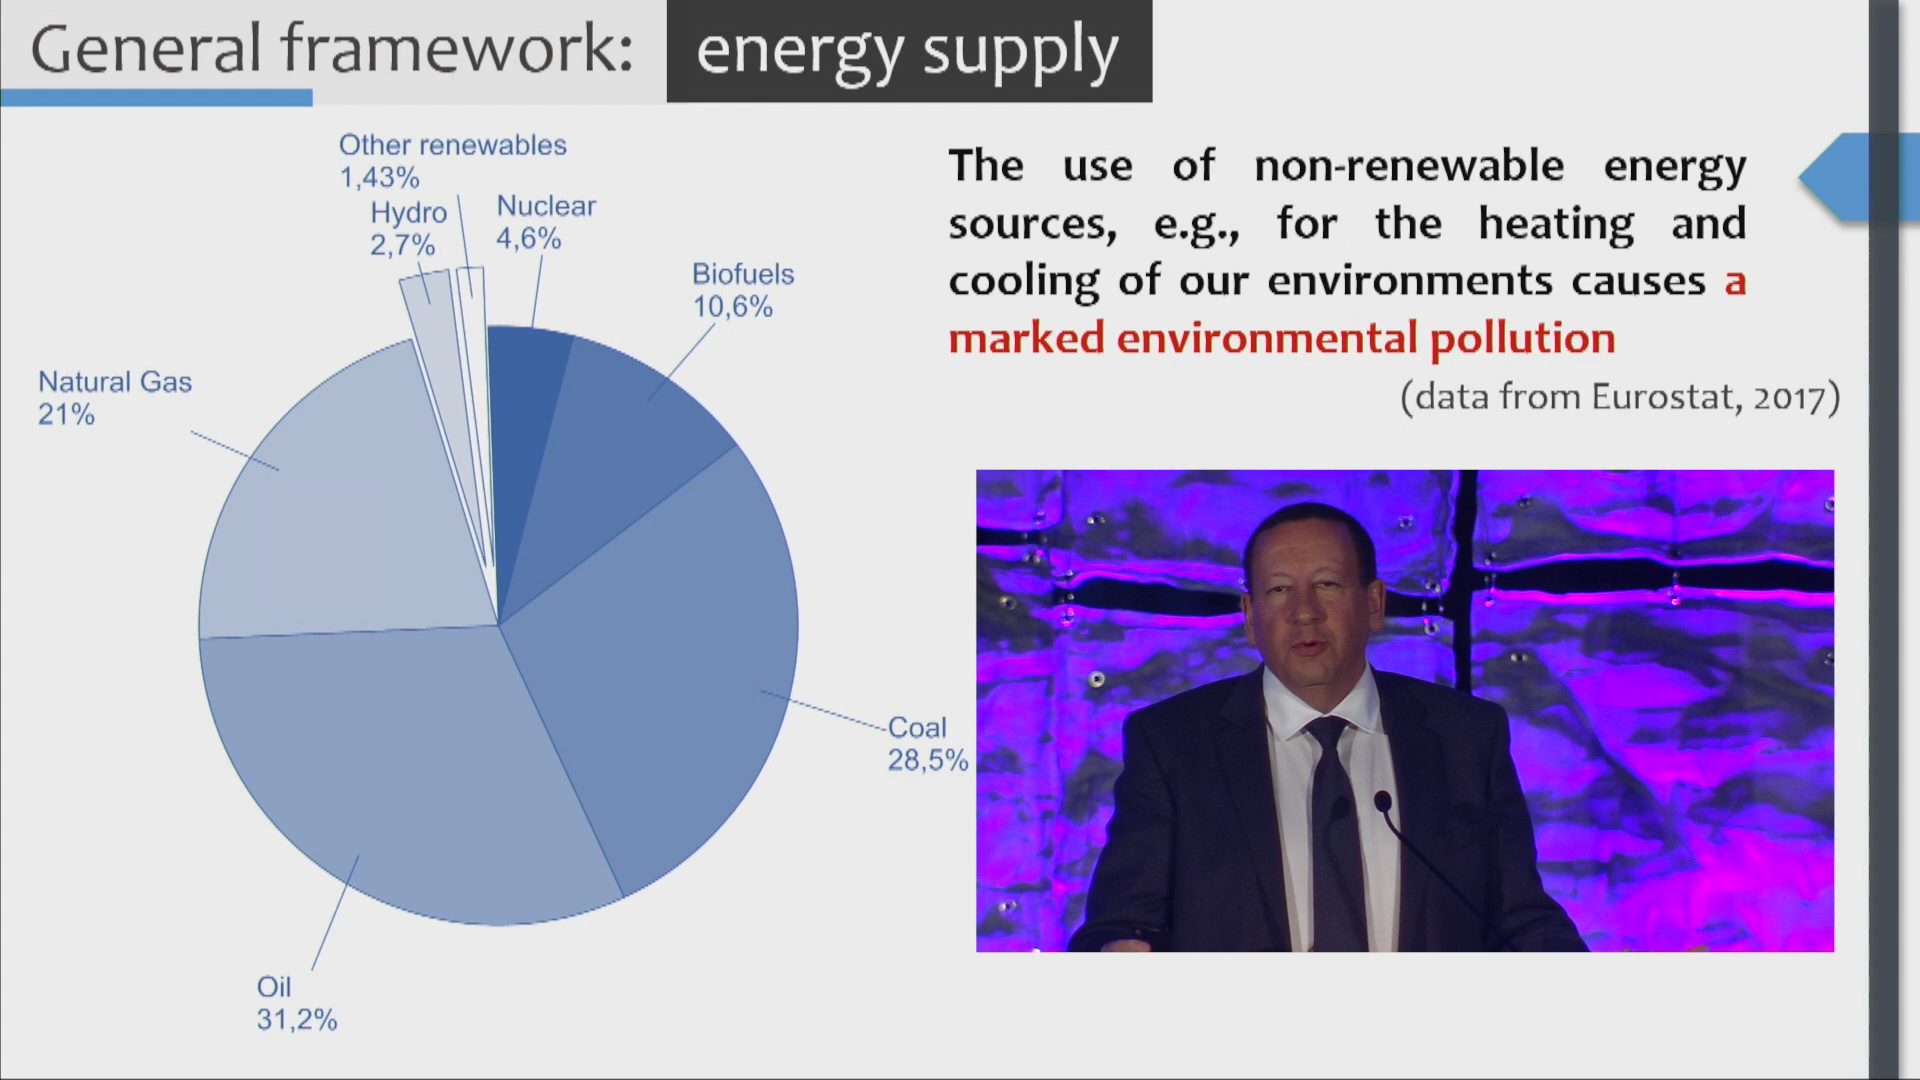 General framework: energy supply
Other renewables
1,43%
Hydro
2,7%
Nuclear
4,6%
Biofuels
10,6%
Natural Gas
21%
Coal
28,5%
Oil
31,2%
The use of non-renewable energy
sources, e.g., for the heating and
cooling of our environments causes a
marked environmental pollution
(data from Eurostat, 2017)